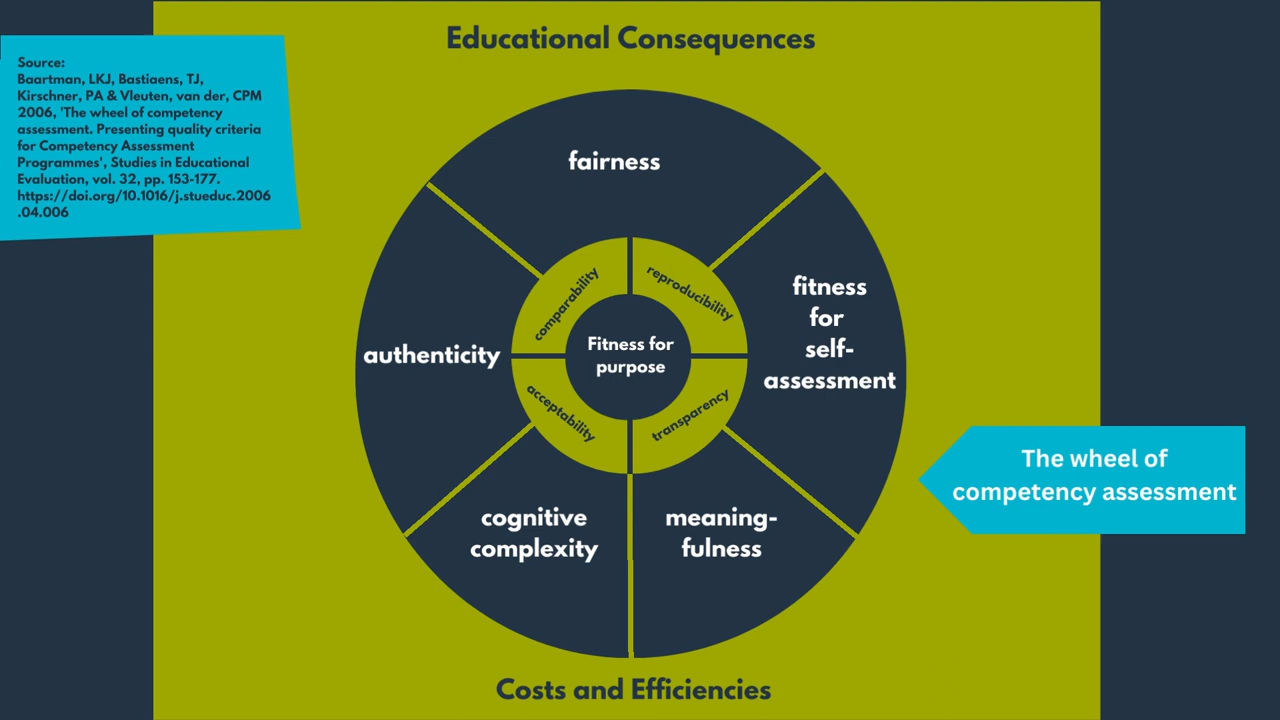 Educational Consequences
Source:
Baartman, LKJ, Bastiaens, TJ,
Kirschner, PA & Vleuten, van der, CPM
2006, 'The wheel of competency
assessment. Presenting quality criteria
for Competency Assessment
Programmes', Studies in Educational
Evaluation, vol. 32, pp. 153-177.
https://doi.org/10.1016/j.stueduc.2006
.04.006
fairness
fitness
for
self-
assessment
comparability
reproducibility
authenticity
Fitness for
purpose
acceptability
transparency
cognitive
complexity
meaning-
fulness
The wheel of
competency assessment
Costs and Efficiencies